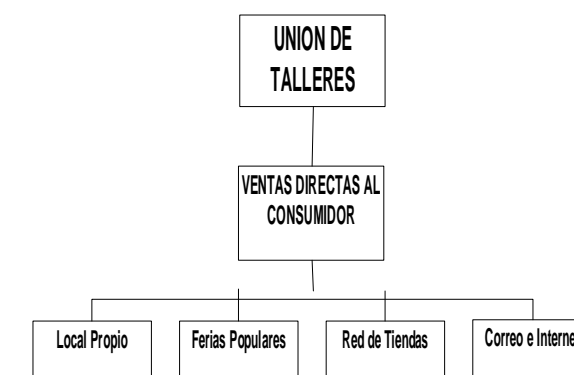 UNION DE
TALLERES
VENTAS DIRECTAS AL
CONSUMIDOR
Local Propio
Ferias Populares
Red de Tiendas
Correo e Interne